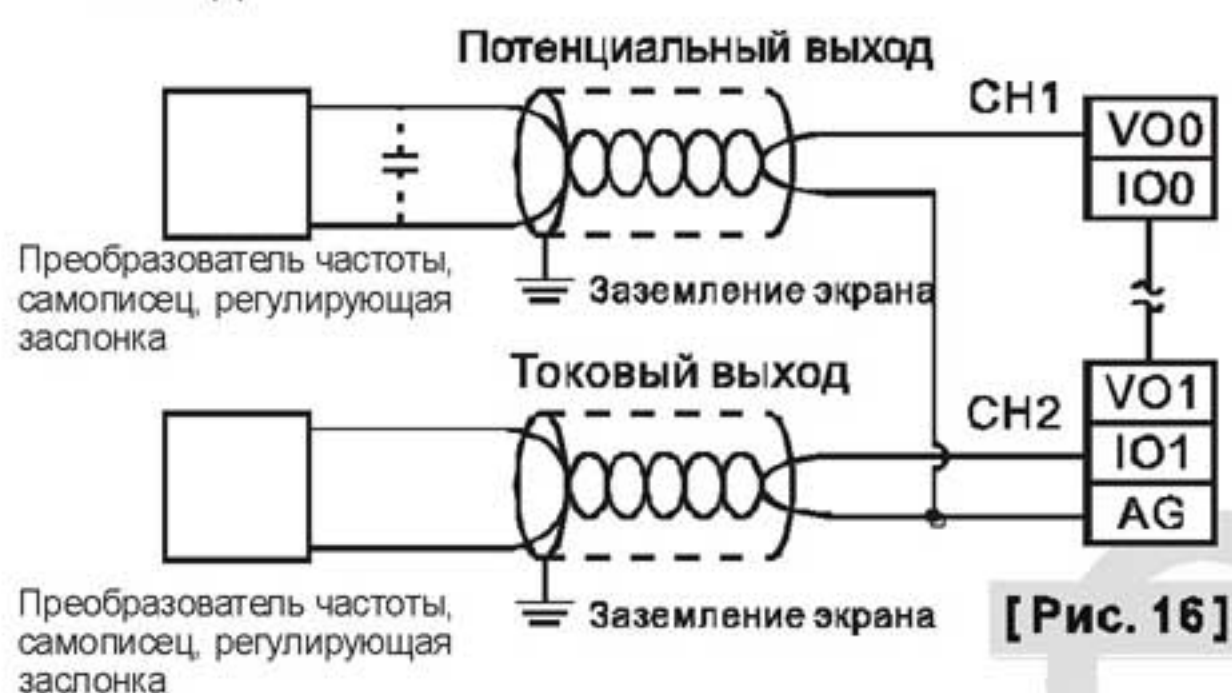 Потенциальный выход
CH1
VO0
IO0
Преобразователь частоты,
самописец, регулирующая
заслонка
Заземление экрана
Токовый выход
CH2
VO1
IO1
AG
Преобразователь частоты,
самописец, регулирующая
заслонка
Заземление экрана
[Рис. 16]